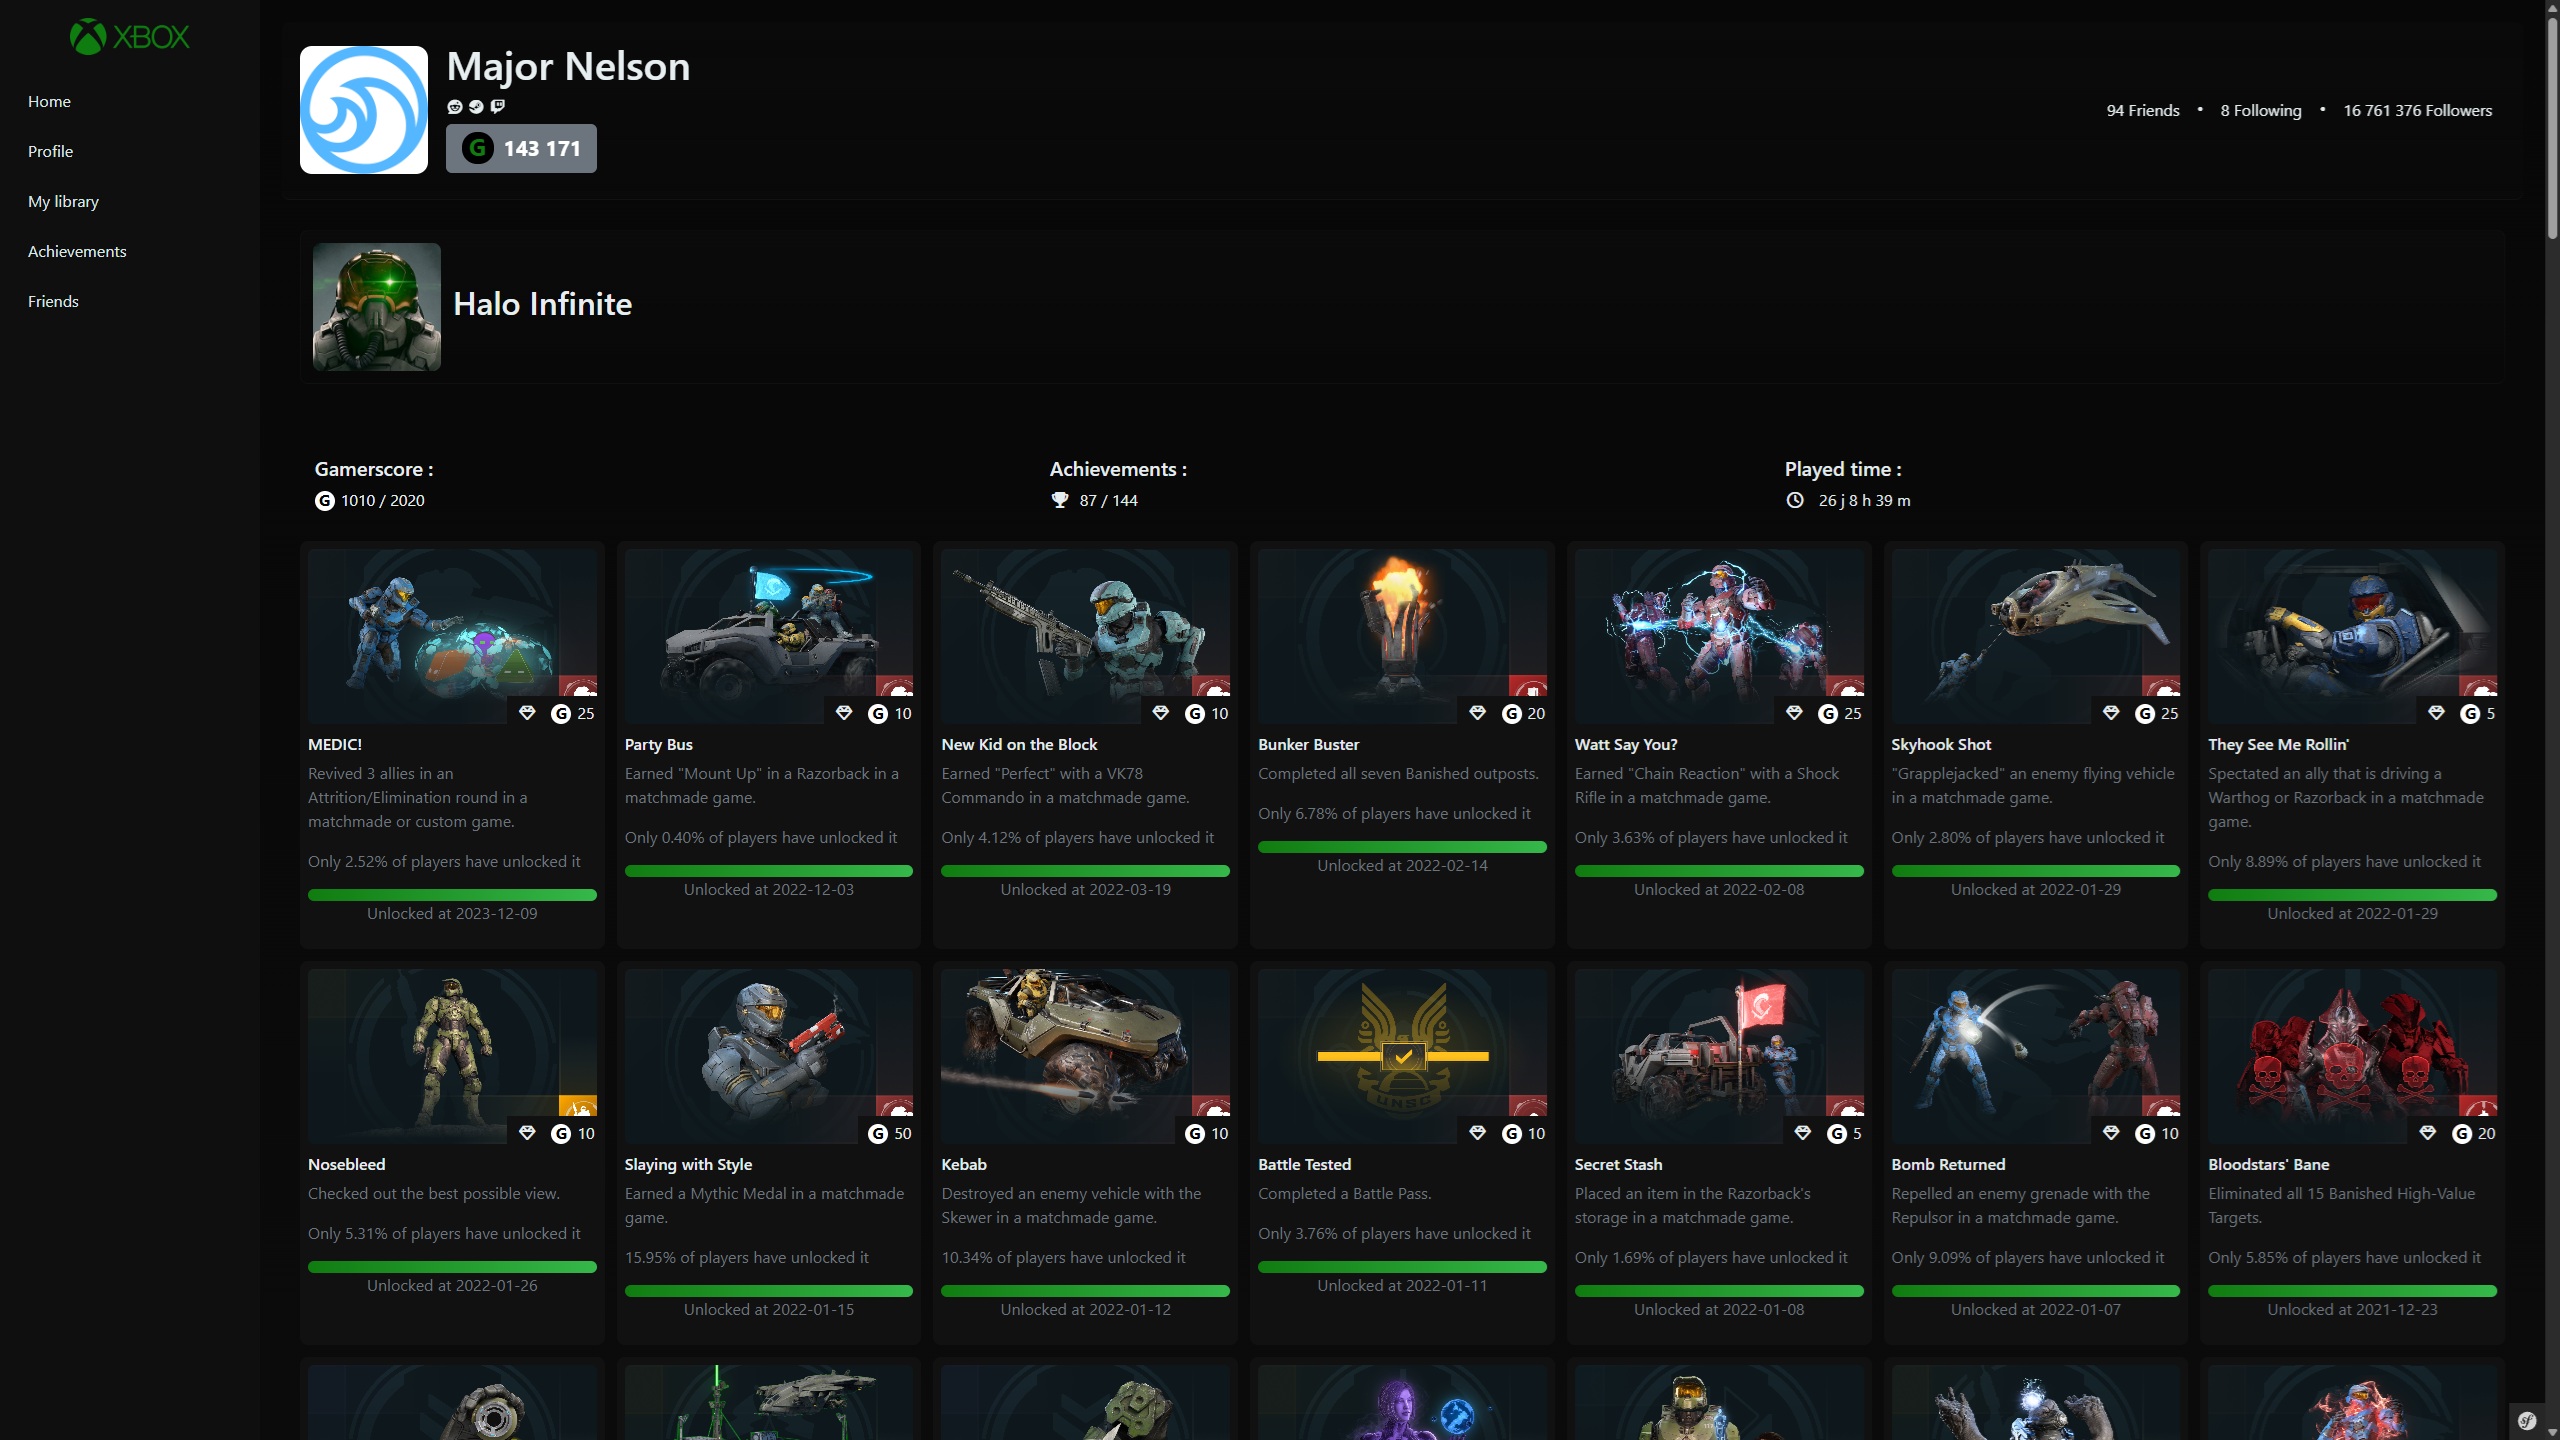 XBOX
Home
Profile
My library
Achievements
Friends
Major Nelson
G 143 171
94 Friends • 8 Following • 16 761 376 Followers
Halo Infinite
Gamerscore :
G 1010 / 2020
Achievements :
87 / 144
Played time :
26 j 8 h 39 m
G 25
MEDIC!
Revived 3 allies in an
Attrition/Elimination round in a
matchmade or custom game.
Only 2.52% of players have unlocked it
Unlocked at 2023-12-09
G 10
Party Bus
Earned "Mount Up" in a Razorback in a
matchmade game.
Only 0.40% of players have unlocked it
Unlocked at 2022-12-03
G 10
New Kid on the Block
Earned "Perfect" with a VK78
Commando in a matchmade game.
Only 4.12% of players have unlocked it
Unlocked at 2022-03-19
G 20
Bunker Buster
Completed all seven Banished outposts.
Only 6.78% of players have unlocked it
Unlocked at 2022-02-14
G 25
Watt Say You?
Earned "Chain Reaction" with a Shock
Rifle in a matchmade game.
Only 3.63% of players have unlocked it
Unlocked at 2022-02-08
G 25
Skyhook Shot
"Grapplejacked" an enemy flying vehicle
in a matchmade game.
Only 2.80% of players have unlocked it
Unlocked at 2022-01-29
G 5
They See Me Rollin'
Spectated an ally that is driving a
Warthog or Razorback in a matchmade
game.
Only 8.89% of players have unlocked it
Unlocked at 2022-01-29
G 10
Nosebleed
Checked out the best possible view.
Only 5.31% of players have unlocked it
Unlocked at 2022-01-26
G 50
Slaying with Style
Earned a Mythic Medal in a matchmade
game.
15.95% of players have unlocked it
Unlocked at 2022-01-15
G 10
Kebab
Destroyed an enemy vehicle with the
Skewer in a matchmade game.
10.34% of players have unlocked it
Unlocked at 2022-01-12
UNSC
G 10
Battle Tested
Completed a Battle Pass.
Only 3.76% of players have unlocked it
Unlocked at 2022-01-11
G 5
Secret Stash
Placed an item in the Razorback's
storage in a matchmade game.
Only 1.69% of players have unlocked it
Unlocked at 2022-01-08
G 10
Bomb Returned
Repelled an enemy grenade with the
Repulsor in a matchmade game.
Only 9.09% of players have unlocked it
Unlocked at 2022-01-07
G 20
Bloodstars' Bane
Eliminated all 15 Banished High-Value
Targets.
Only 5.85% of players have unlocked it
Unlocked at 2021-12-23
sf